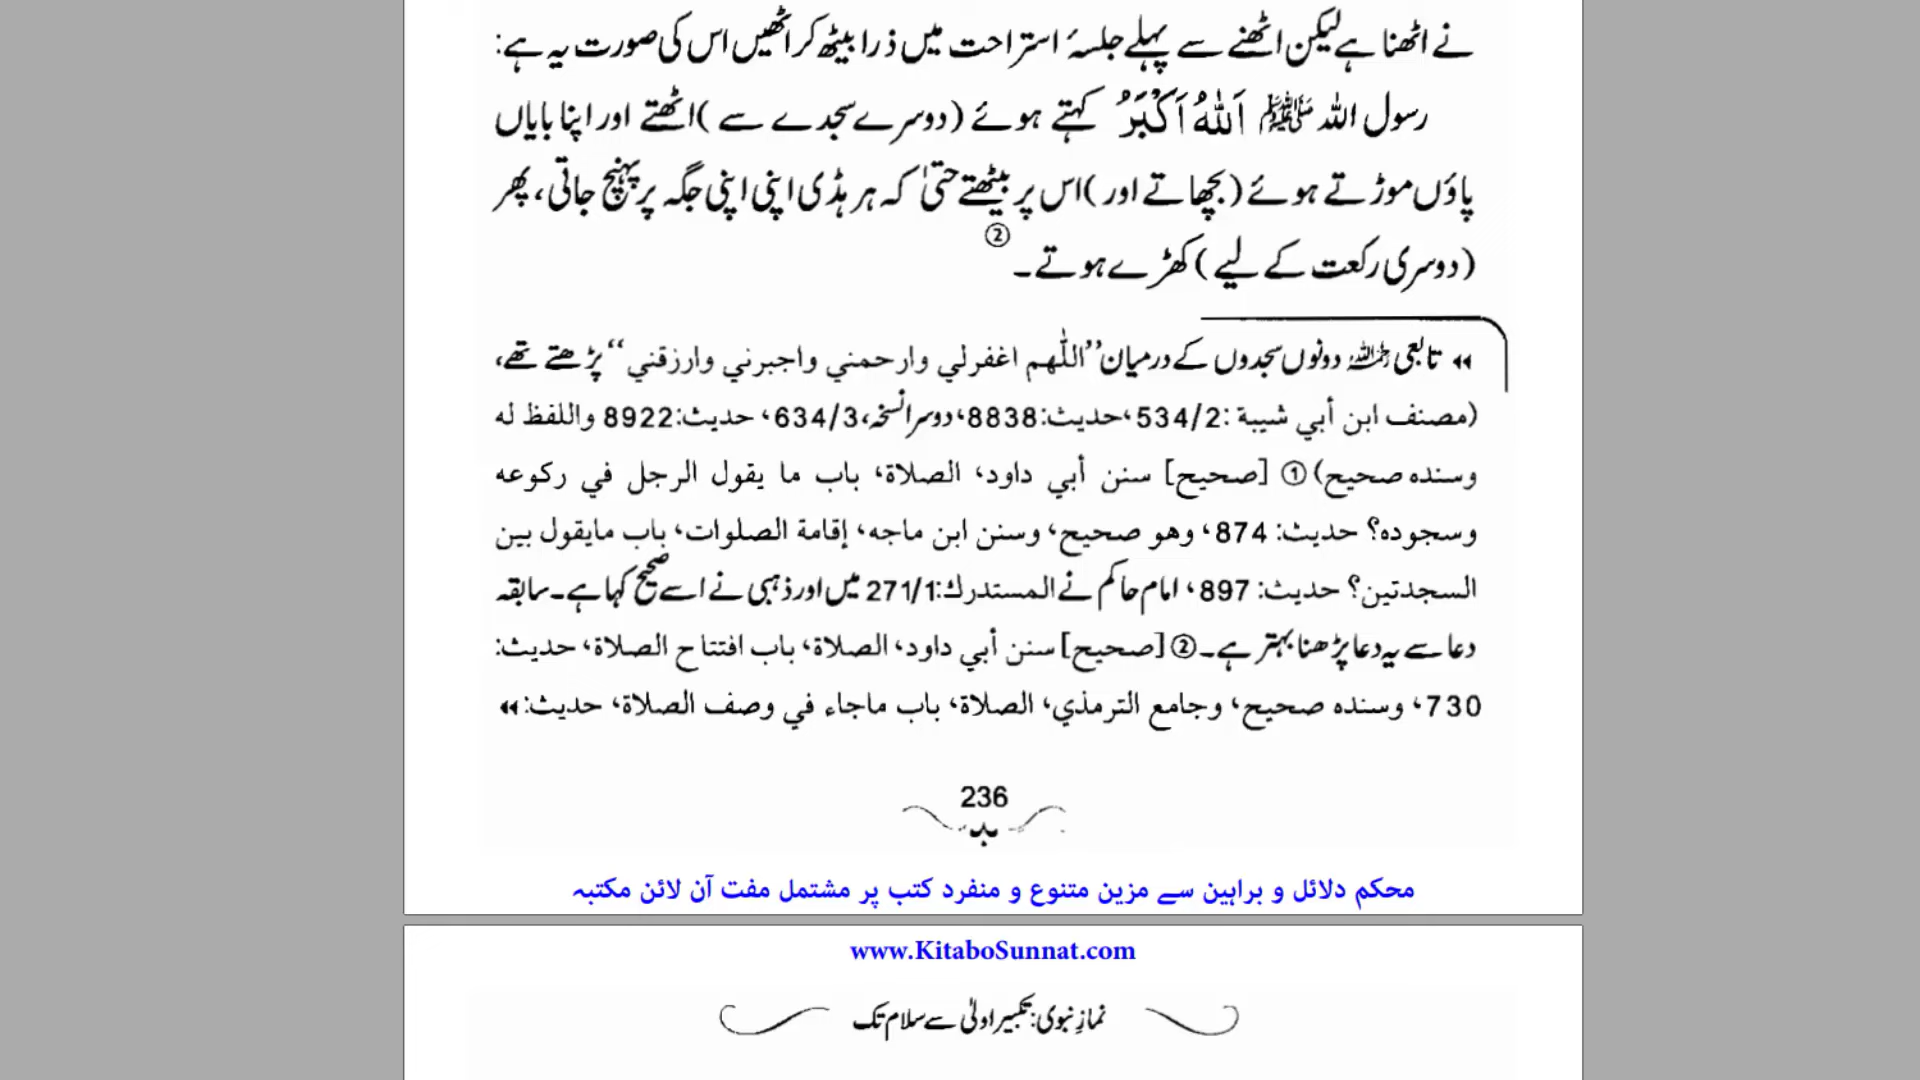 نے اٹھنا ہے لیکن اٹھنے سے پہلے جلسۂ استراحت میں ذرا بیٹھ کر اٹھیں اس کی صورت یہ ہے:
رسول اللہ ﷺ اَللّٰهُ اَكْبَرُ کہتے ہوئے (دوسرے سجدے سے) اٹھتے اور اپنا بایاں
پاؤں موڑتے ہوئے (بچھاتے اور) اس پر بیٹھتے حتیٰ کہ ہر ہڈی اپنی اپنی جگہ پر پہنچ جاتی، پھر
(دوسری رکعت کے لیے) کھڑے ہوتے۔ ②
◄◄ تابعی رحمہ اللہ دونوں سجدوں کے درمیان ’’اللّٰهم اغفرلي وارحمني واجبرني وارزقني‘‘ پڑھتے تھے،
(مصنف ابن أبي شيبة :534/2، حديث:8838، دوسرا نسخہ، 634/3، حديث:8922 واللفظ له
وسنده صحيح) ① [صحيح] سنن أبي داود، الصلاة، باب ما يقول الرجل في ركوعه
وسجوده؟ حديث: 874، وهو صحيح، وسنن ابن ماجه، إقامة الصلوات، باب مايقول بين
السجدتين؟ حديث: 897، امام حاکم نے المستدرك:271/1 میں اور ذہبی نے اسے صحیح کہا ہے۔ سابقہ
دعا سے یہ دعا پڑھنا بہتر ہے۔ ② [صحيح] سنن أبي داود، الصلاة، باب افتتاح الصلاة، حديث:
730، وسنده صحيح، وجامع الترمذي، الصلاة، باب ماجاء في وصف الصلاة، حديث: ◄◄
236
محکم دلائل و براہین سے مزین متنوع و منفرد کتب پر مشتمل مفت آن لائن مکتبہ
www.KitaboSunnat.com
نمازِ نبوی: تکبیر اولیٰ سے سلام تک